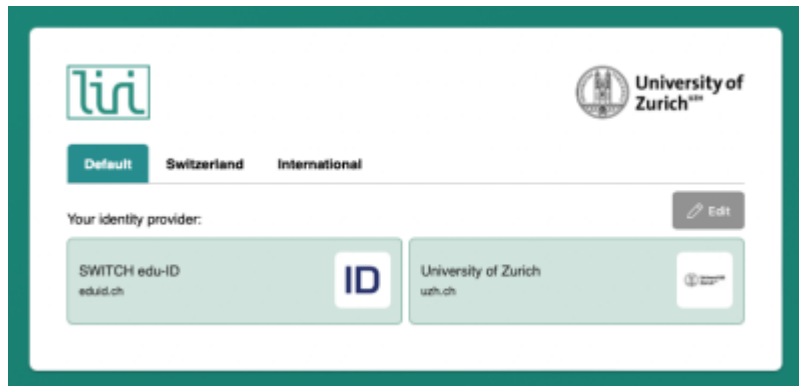 liri
University of
Zurich UZH
Default Switzerland International
Your identity provider:
Edit
SWITCH edu-ID
eduid.ch
ID
University of Zurich
uzh.ch